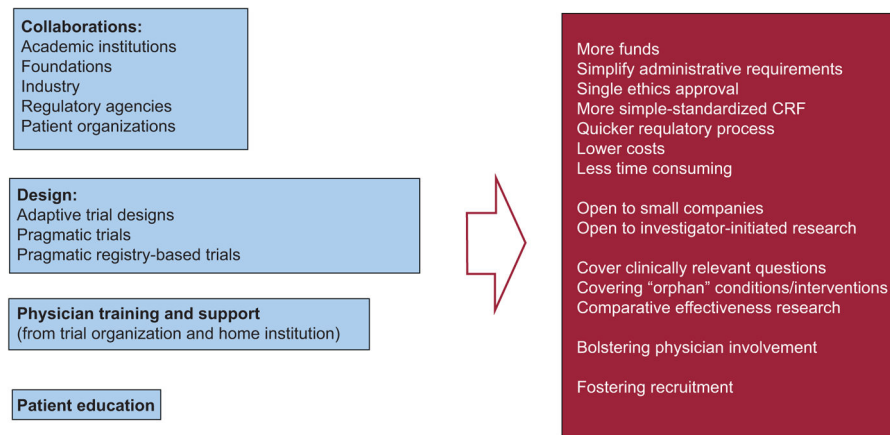 Collaborations:
Academic institutions
Foundations
Industry
Regulatory agencies
Patient organizations
Design:
Adaptive trial designs
Pragmatic trials
Pragmatic registry-based trials
Physician training and support
(from trial organization and home institution)
Patient education
More funds
Simplify administrative requirements
Single ethics approval
More simple-standardized CRF
Quicker requlatory process
Lower costs
Less time consuming
Open to small companies
Open to investigator-initiated research
Cover clinically relevant questions
Covering “orphan” conditions/interventions
Comparative effectiveness research
Bolstering physician involvement
Fostering recruitment